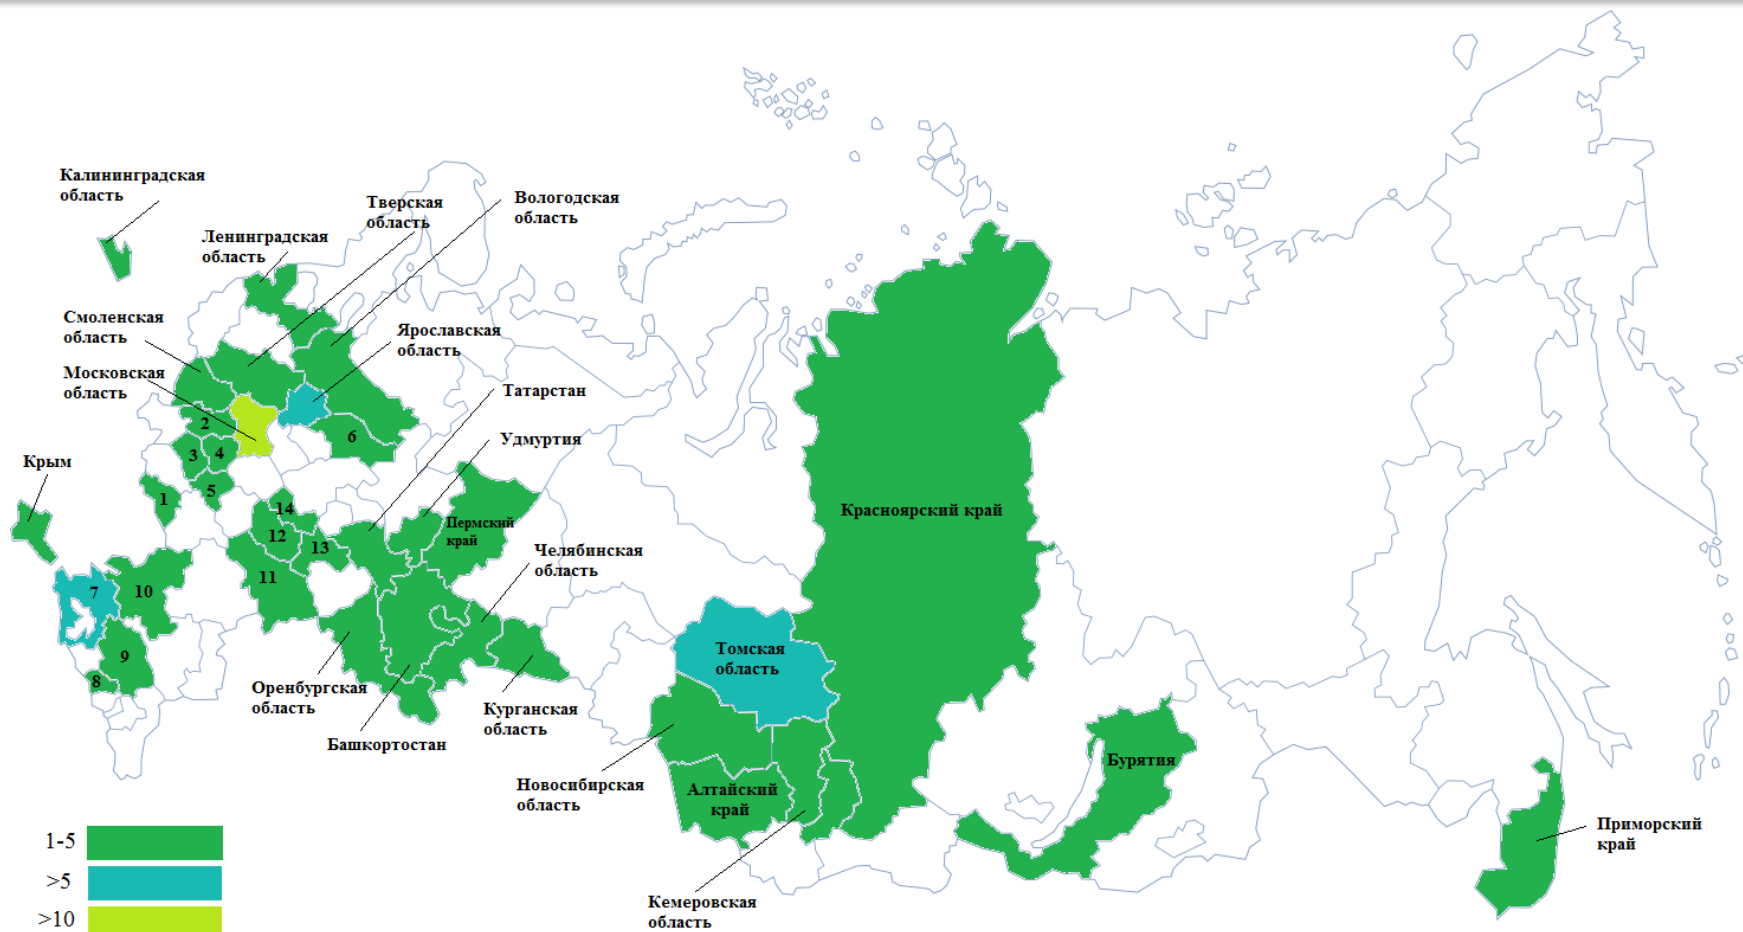 Калининградская
область
Тверская
область
Вологодская
область
Ленинградская
область
Смоленская
область
Ярославская
область
Московская
область
Татарстан
Удмуртия
Крым
2
3
4
6
1
5
14
12
13
11
Пермский
край
Красноярский край
Челябинская
область
7
10
9
8
Томская
область
Оренбургская
область
Курганская
область
Башкортостан
Новосибирская
область
Алтайский
край
Бурятия
Приморский
край
Кемеровская
область
1-5
>5
>10